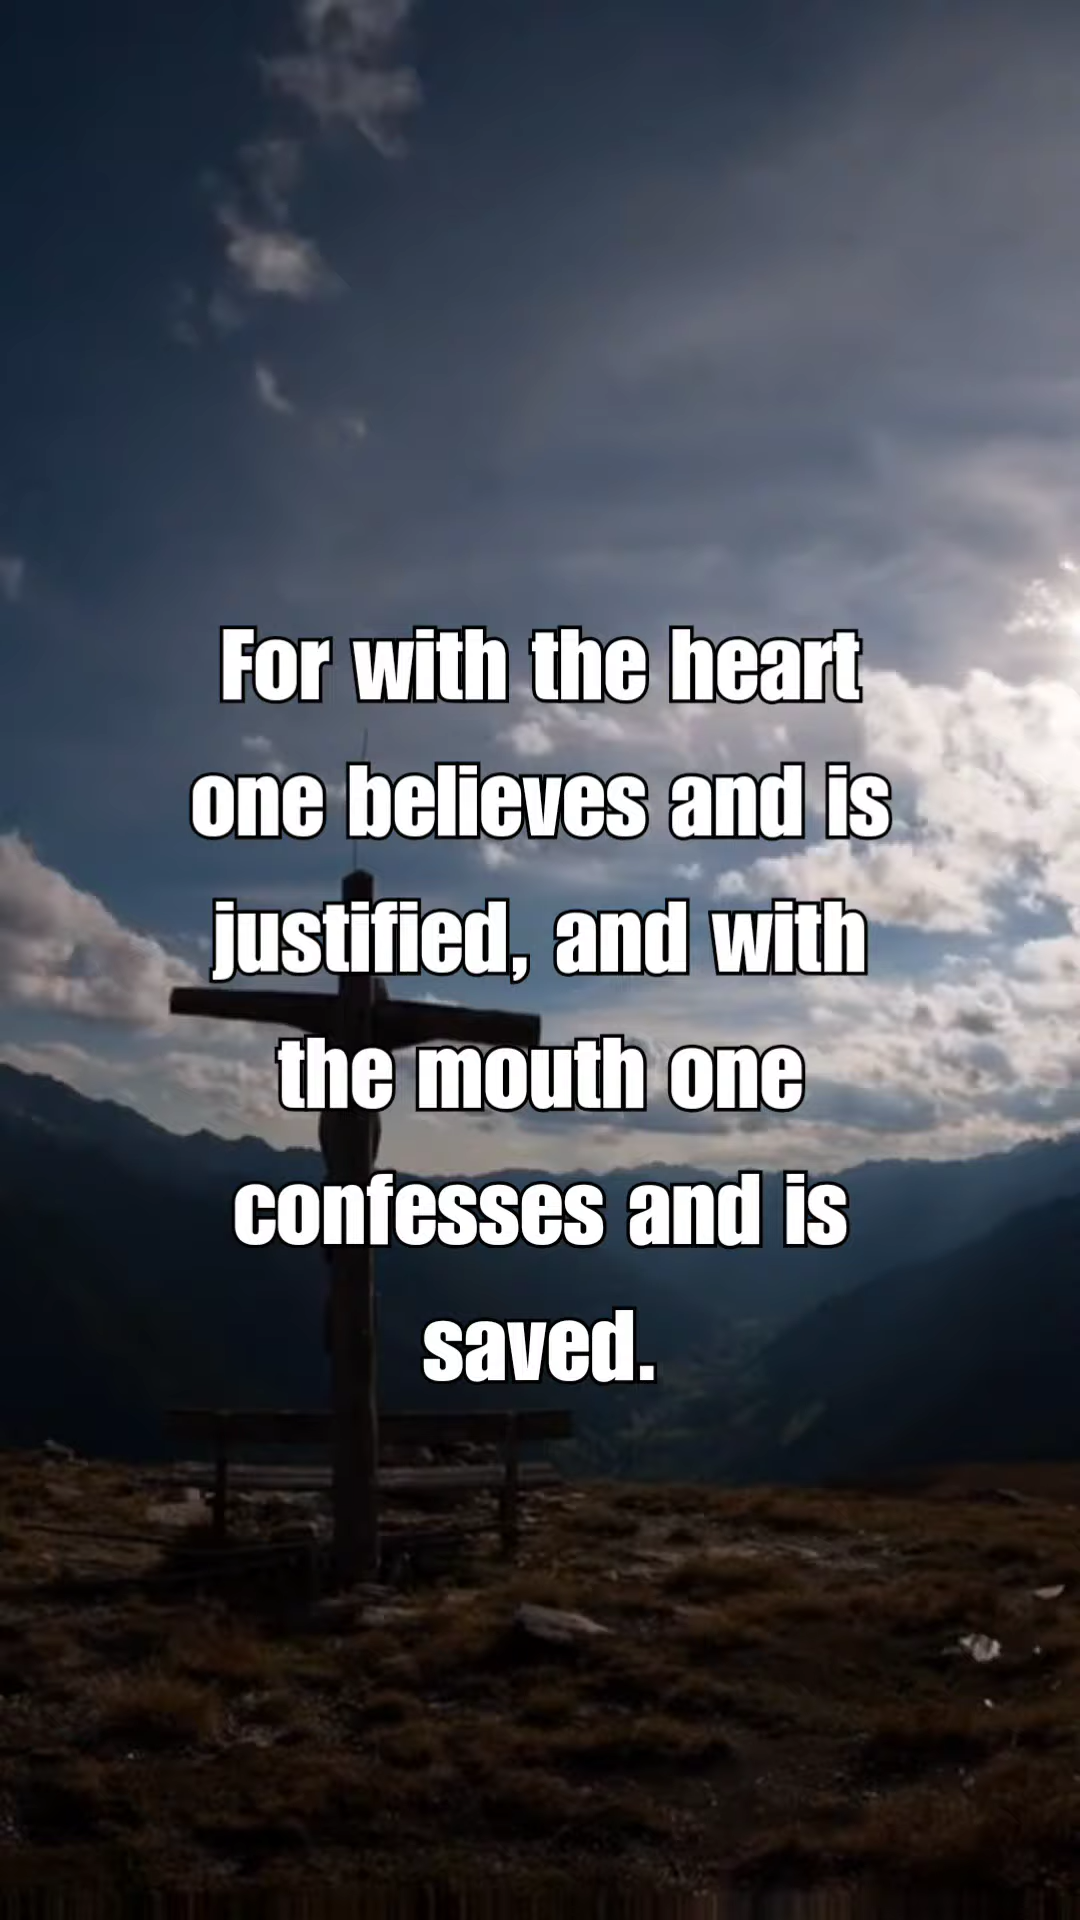 For with the heart
one believes and is
justified, and with
the mouth one
confesses and is
saved.